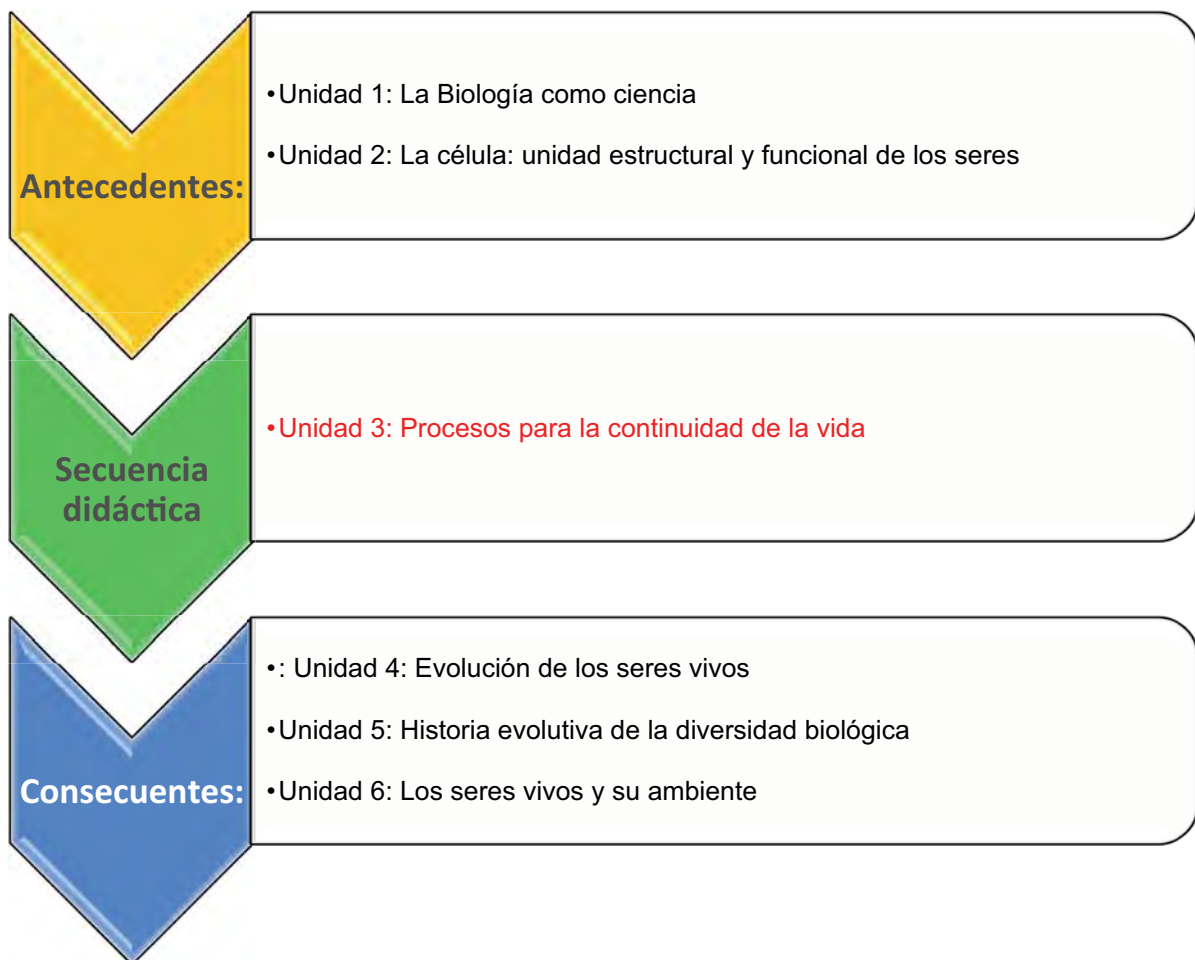 Antecedentes:
•Unidad 1: La Biología como ciencia
•Unidad 2: La célula: unidad estructural y funcional de los seres
Secuencia
didáctica
•Unidad 3: Procesos para la continuidad de la vida
Consecuentes:
•: Unidad 4: Evolución de los seres vivos
•Unidad 5: Historia evolutiva de la diversidad biológica
•Unidad 6: Los seres vivos y su ambiente